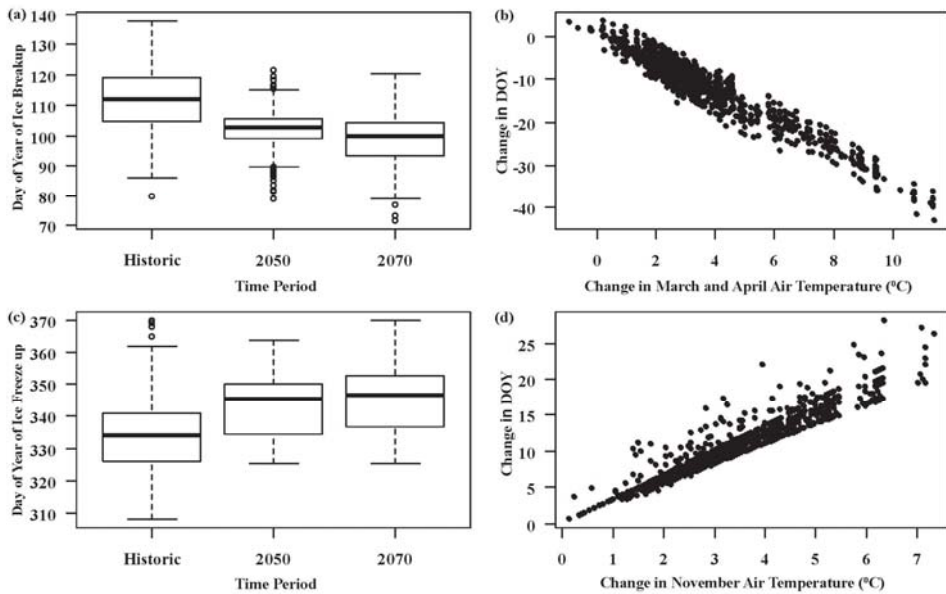 (a)
Day of Year of Ice Breakup
140
130
120
110
100
90
80
70
Historic 2050 2070
Time Period
(b)
Change in DOY
0
-10
-20
-30
-40
0 2 4 6 8 10
Change in March and April Air Temperature (⁰C)
(c)
Day of Year of Ice Freeze up
370
360
350
340
330
320
310
Historic 2050 2070
Time Period
(d)
Change in DOY
25
20
15
10
5
0
0 1 2 3 4 5 6 7
Change in November Air Temperature (⁰C)